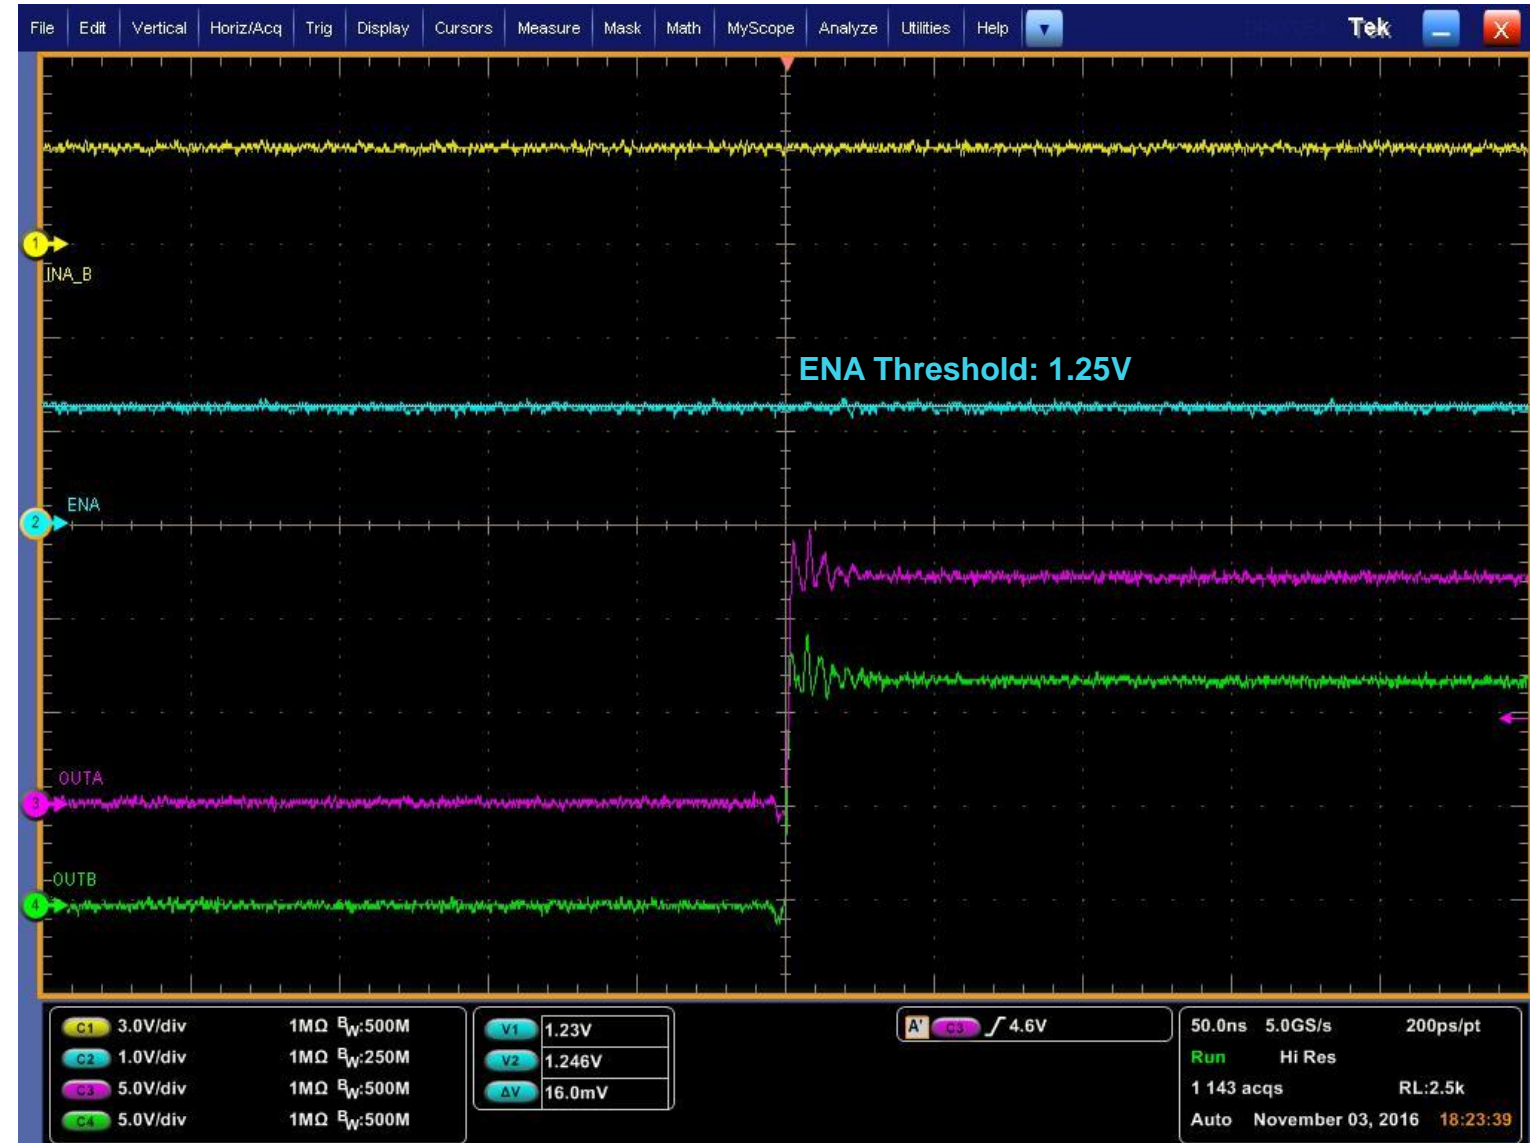 File Edit Vertical Horiz/Acq Trig Display Cursors Measure Mask Math MyScope Analyze Utilities Help Tek X
1
INA_B
ENA Threshold: 1.25V
ENA
2
OUTA
3
OUTB
4
C1 3.0V/div 1MΩ BW:500M
C2 1.0V/div 1MΩ BW:250M
C3 5.0V/div 1MΩ BW:500M
C4 5.0V/div 1MΩ BW:500M
V1 1.23V
V2 1.246V
ΔV 16.0mV
A' C3 4.6V
50.0ns 5.0GS/s 200ps/pt
Run Hi Res
1 143 acqs RL:2.5k
Auto November 03, 2016 18:23:39